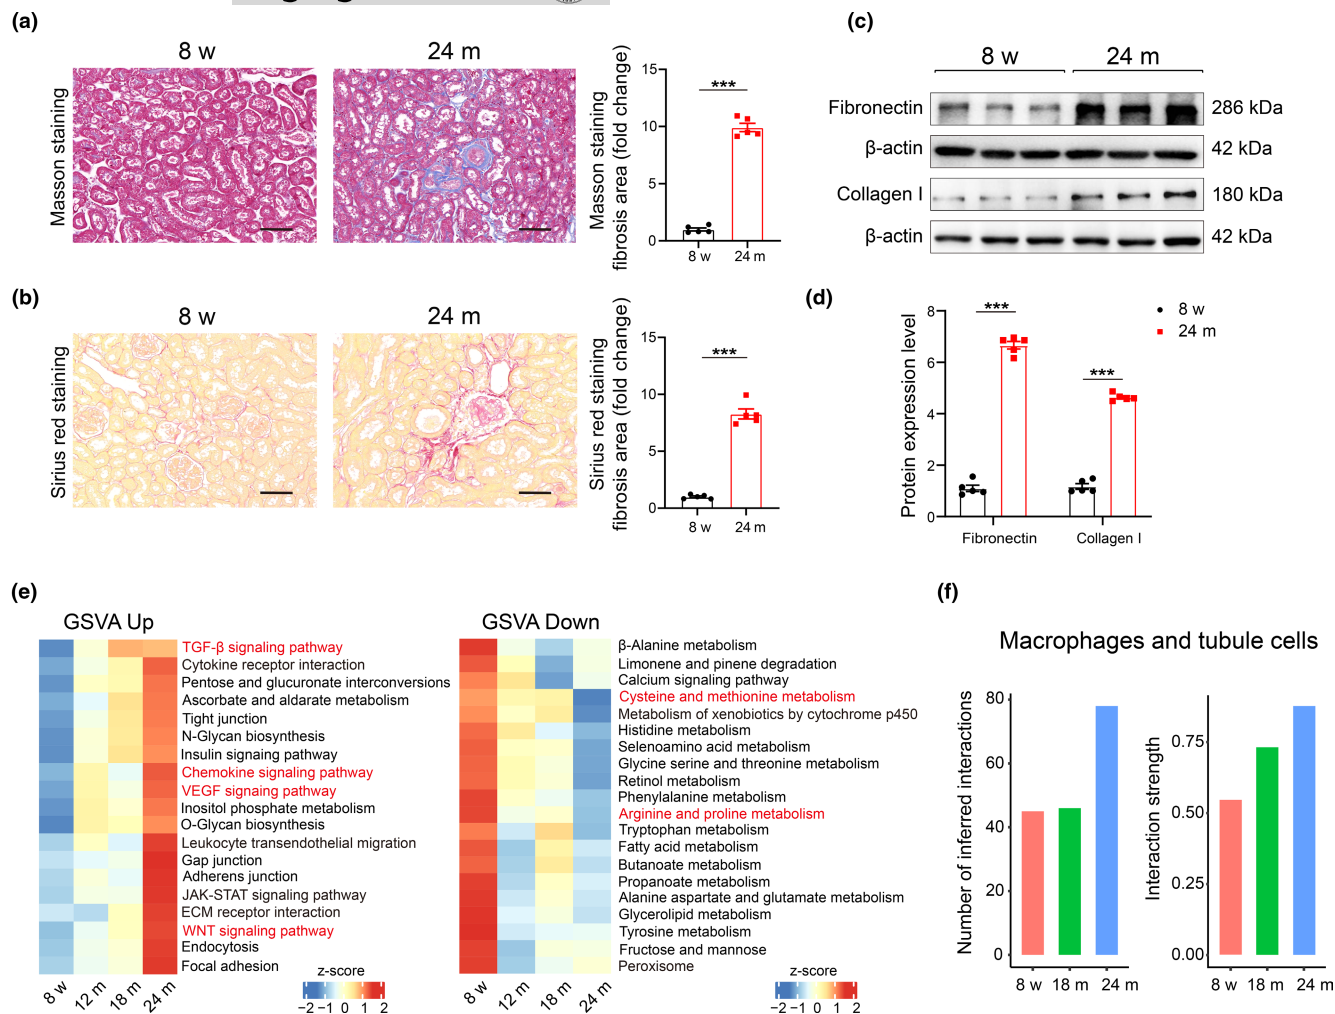 (a)
8 w
24 m
Masson staining
Masson staining
fibrosis area (fold change)
15
10
5
0
***
8 w
24 m
(b)
8 w
24 m
Sirius red staining
Sirius red staining
fibrosis area (fold change)
15
10
5
0
***
8 w
24 m
(c)
8 w
24 m
Fibronectin
286 kDa
β-actin
42 kDa
Collagen I
180 kDa
β-actin
42 kDa
(d)
Protein expression level
8
6
4
2
0
***
***
8 w
24 m
Fibronectin
Collagen I
(e)
GSVA Up
TGF-β signaling pathway
Cytokine receptor interaction
Pentose and glucuronate interconversions
Ascorbate and aldarate metabolism
Tight junction
N-Glycan biosynthesis
Insulin signaing pathway
Chemokine signaling pathway
VEGF signaing pathway
Inositol phosphate metabolism
O-Glycan biosynthesis
Leukocyte transendothelial migration
Gap junction
Adherens junction
JAK-STAT signaling pathway
ECM receptor interaction
WNT signaling pathway
Endocytosis
Focal adhesion
8 w
12 m
18 m
24 m
z-score
−2 −1 0 1 2
GSVA Down
β-Alanine metabolism
Limonene and pinene degradation
Calcium signaling pathway
Cysteine and methionine metabolism
Metabolism of xenobiotics by cytochrome p450
Histidine metabolism
Selenoamino acid metabolism
Glycine serine and threonine metabolism
Retinol metabolism
Phenylalanine metabolism
Arginine and proline metabolism
Tryptophan metabolism
Fatty acid metabolism
Butanoate metabolism
Propanoate metabolism
Alanine aspartate and glutamate metabolism
Glycerolipid metabolism
Tyrosine metabolism
Fructose and mannose
Peroxisome
8 w
12 m
18 m
24 m
z-score
−2 −1 0 1 2
(f)
Macrophages and tubule cells
Number of inferred interactions
80
60
40
20
0
8 w
18 m
24 m
Interaction strength
0.75
0.50
0.25
0.00
8 w
18 m
24 m